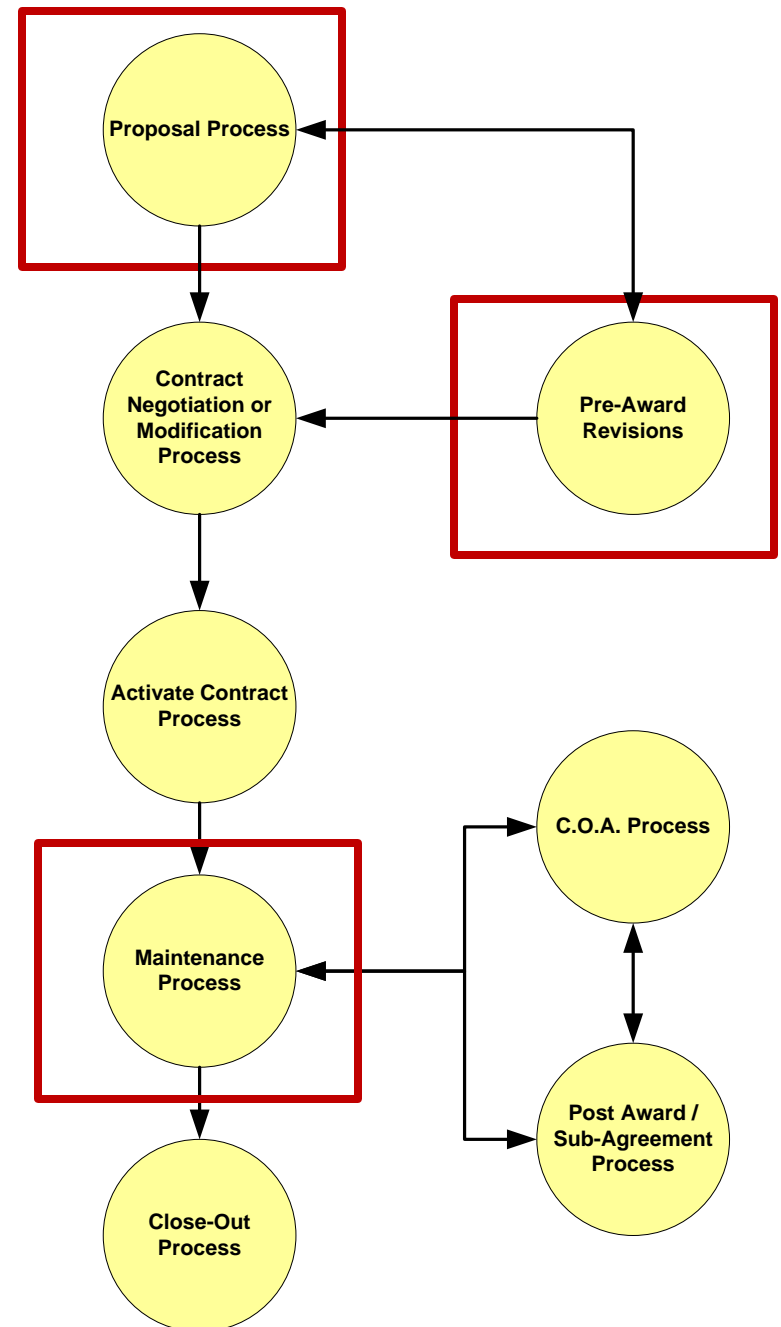 Proposal Process
Contract
Negotiation or
Modification
Process
Pre-Award
Revisions
Activate Contract
Process
C.O.A. Process
Maintenance
Process
Post Award /
Sub-Agreement
Process
Close-Out
Process